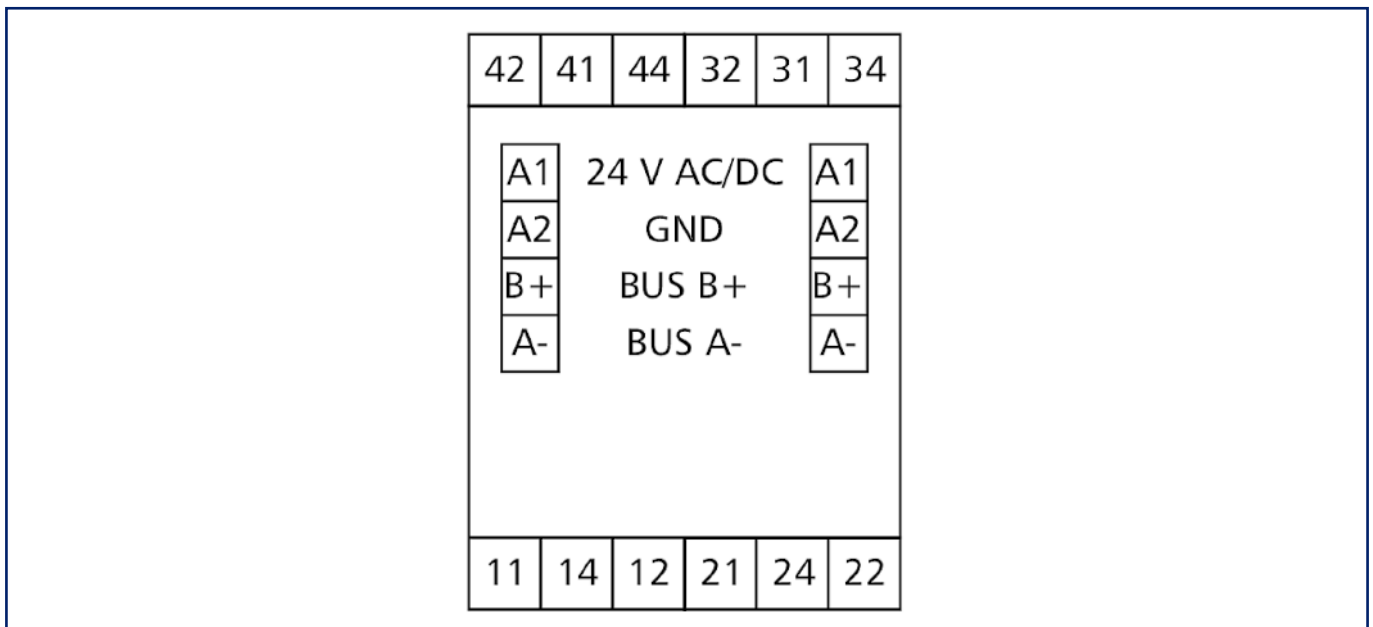 42 41 44 32 31 34
A1 24 V AC/DC A1
A2 GND A2
B+ BUS B+ B+
A- BUS A- A-
11 14 12 21 24 22